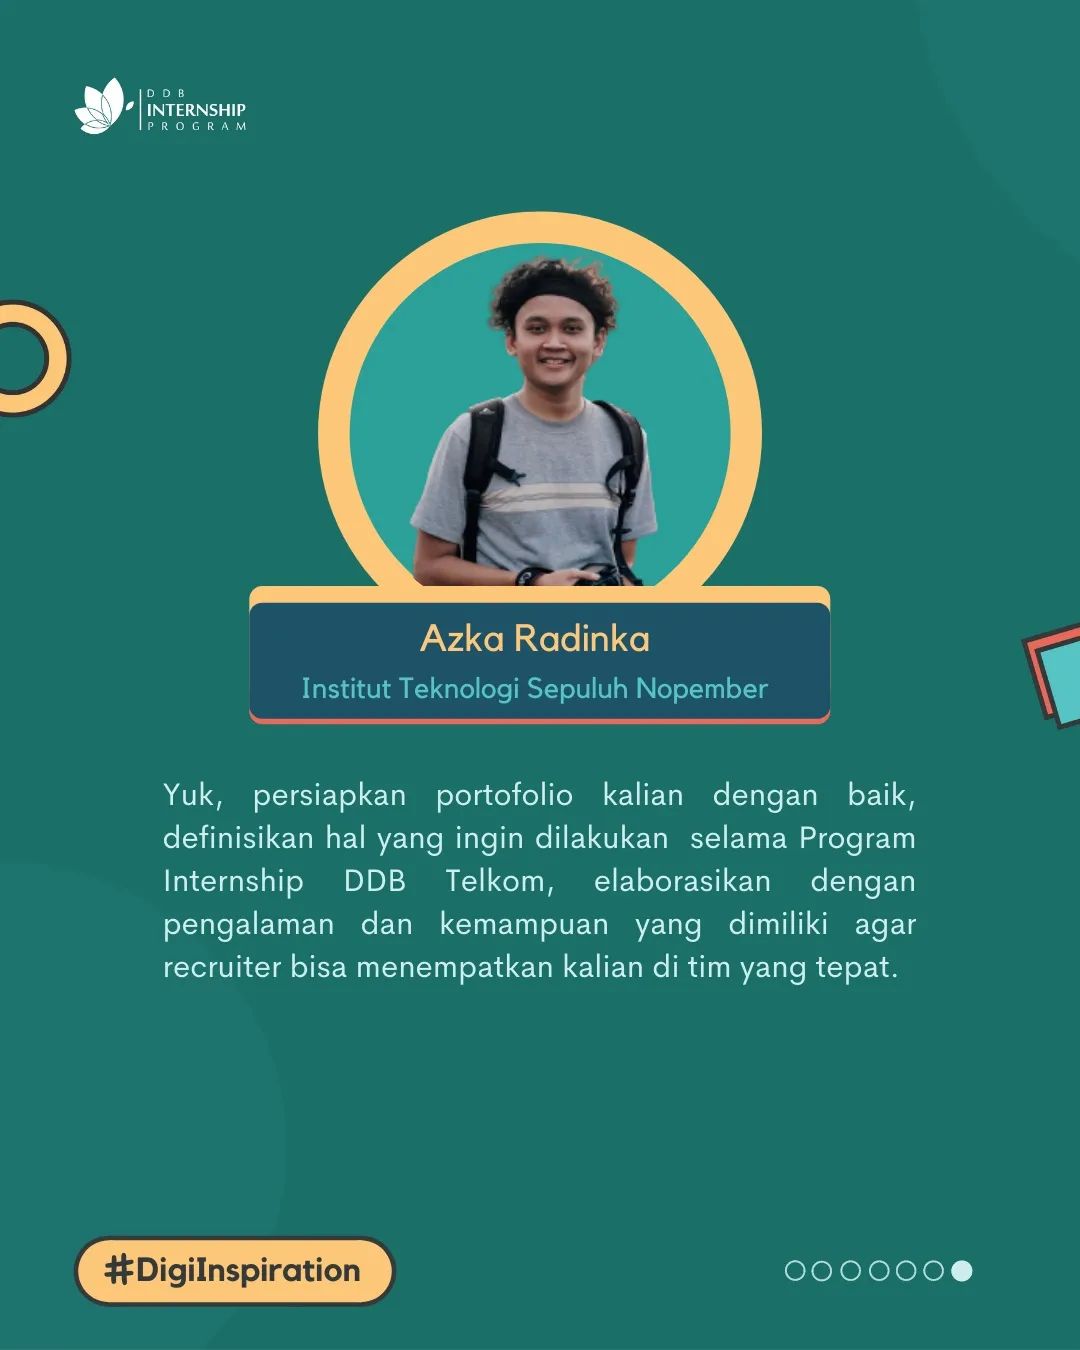 DDB
INTERNSHIP
PROGRAM
Azka Radinka
Institut Teknologi Sepuluh Nopember
Yuk, persiapkan portofolio kalian dengan baik,
definisikan hal yang ingin dilakukan selama Program
Internship DDB Telkom, elaborasikan dengan
pengalaman dan kemampuan yang dimiliki agar
recruiter bisa menempatkan kalian di tim yang tepat.
#DigiInspiration